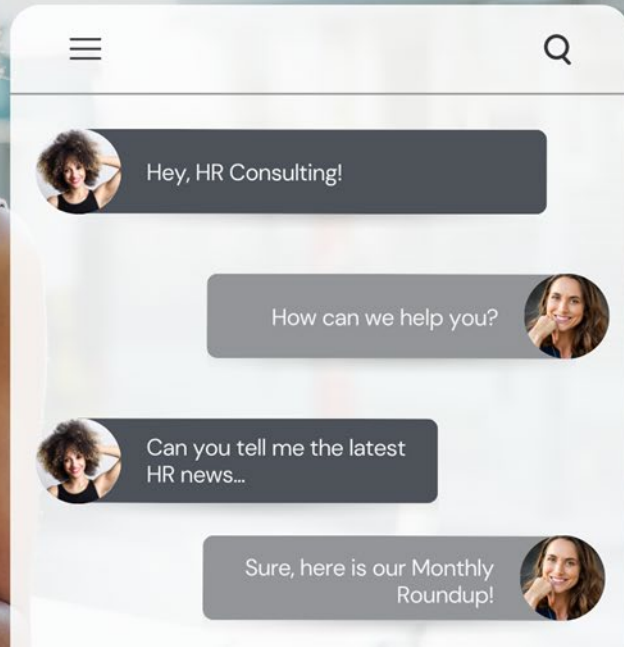 Hey, HR Consulting!
How can we help you?
Can you tell me the latest
HR news...
Sure, here is our Monthly
Roundup!